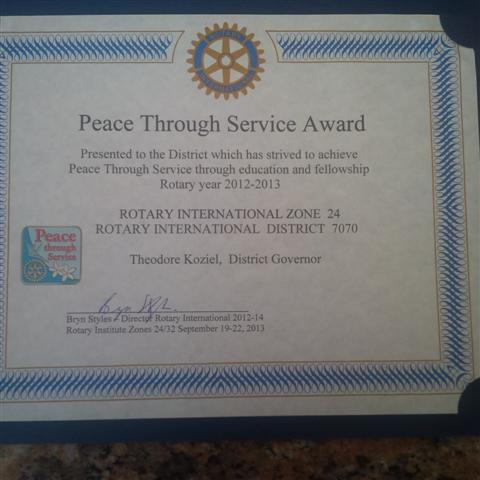 ROTARY
INTERNATIONAL
Peace Through Service Award
Presented to the District which has strived to achieve
Peace Through Service through education and fellowship
Rotary year 2012-2013
ROTARY INTERNATIONAL ZONE 24
ROTARY INTERNATIONAL DISTRICT 7070
Peace
through
Service
Theodore Koziel, District Governor
Bryn Styles - Director Rotary International 2012-14
Rotary Institute Zones 24/32 September 19-22, 2013